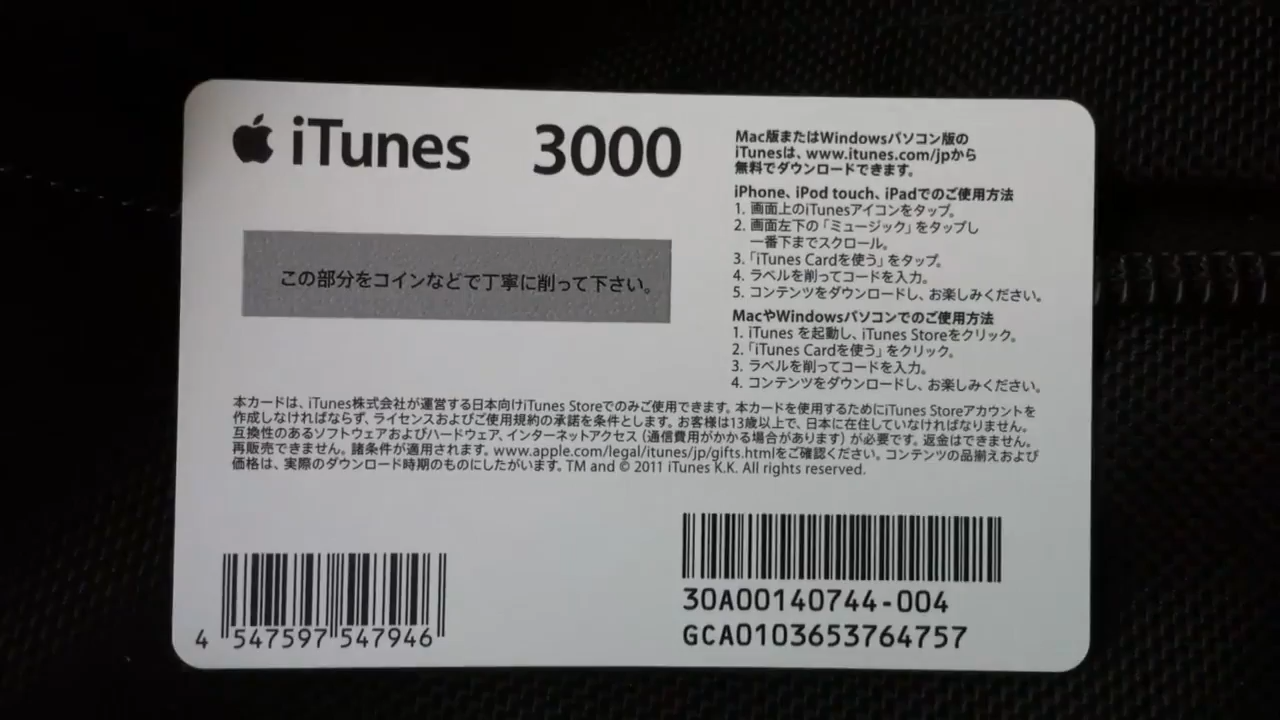 iTunes 3000
この部分をコインなどで丁寧に削って下さい。
Mac版またはWindowsパソコン版の
iTunesは、www.itunes.com/jpから
無料でダウンロードできます。
iPhone、iPod touch、iPadでのご使用方法
1. 画面上のiTunesアイコンをタップ。
2. 画面左下の「ミュージック」をタップし
一番下までスクロール。
3.「iTunes Cardを使う」をタップ。
4. ラベルを削ってコードを入力。
5. コンテンツをダウンロードし、お楽しみください。
MacやWindowsパソコンでのご使用方法
1. iTunes を起動し、iTunes Storeをクリック。
2.「iTunes Cardを使う」をクリック。
3. ラベルを削ってコードを入力。
4. コンテンツをダウンロードし、お楽しみください。
本カードは、iTunes株式会社が運営する日本向けiTunes Storeでのみご使用できます。本カードを使用するためにiTunes Storeアカウントを
作成しなければならず、ライセンスおよびご使用規約の承諾を条件とします。お客様は13歳以上で、日本に在住していなければなりません。
互換性のあるソフトウェアおよびハードウェア、インターネットアクセス（通信費用がかかる場合があります）が必要です。返金はできません。
再販売できません。諸条件が適用されます。www.apple.com/legal/itunes/jp/gifts.htmlをご確認ください。コンテンツの品揃えおよび
価格は、実際のダウンロード時期のものにしたがいます。TM and © 2011 iTunes K.K. All rights reserved.
4 547597 547946
30A00140744-004
GCA0103653764757